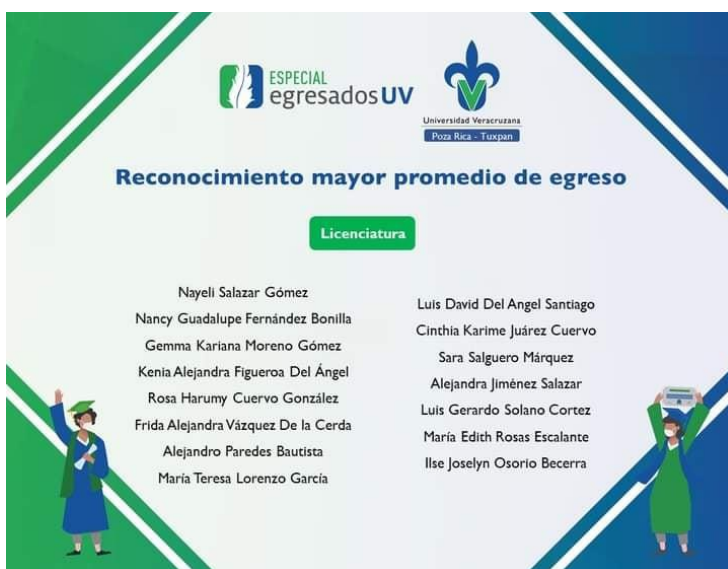 ESPECIAL
egresados UV
Universidad Veracruzana
Poza Rica - Tuxpan
Reconocimiento mayor promedio de egreso
Licenciatura
Nayeli Salazar Gómez
Nancy Guadalupe Fernández Bonilla
Gemma Kariana Moreno Gómez
Kenia Alejandra Figueroa Del Ángel
Rosa Harumy Cuervo González
Frida Alejandra Vázquez De la Cerda
Alejandro Paredes Bautista
María Teresa Lorenzo García
Luis David Del Angel Santiago
Cinthia Karime Juárez Cuervo
Sara Salguero Márquez
Alejandra Jiménez Salazar
Luis Gerardo Solano Cortez
María Edith Rosas Escalante
Ilse Joselyn Osorio Becerra